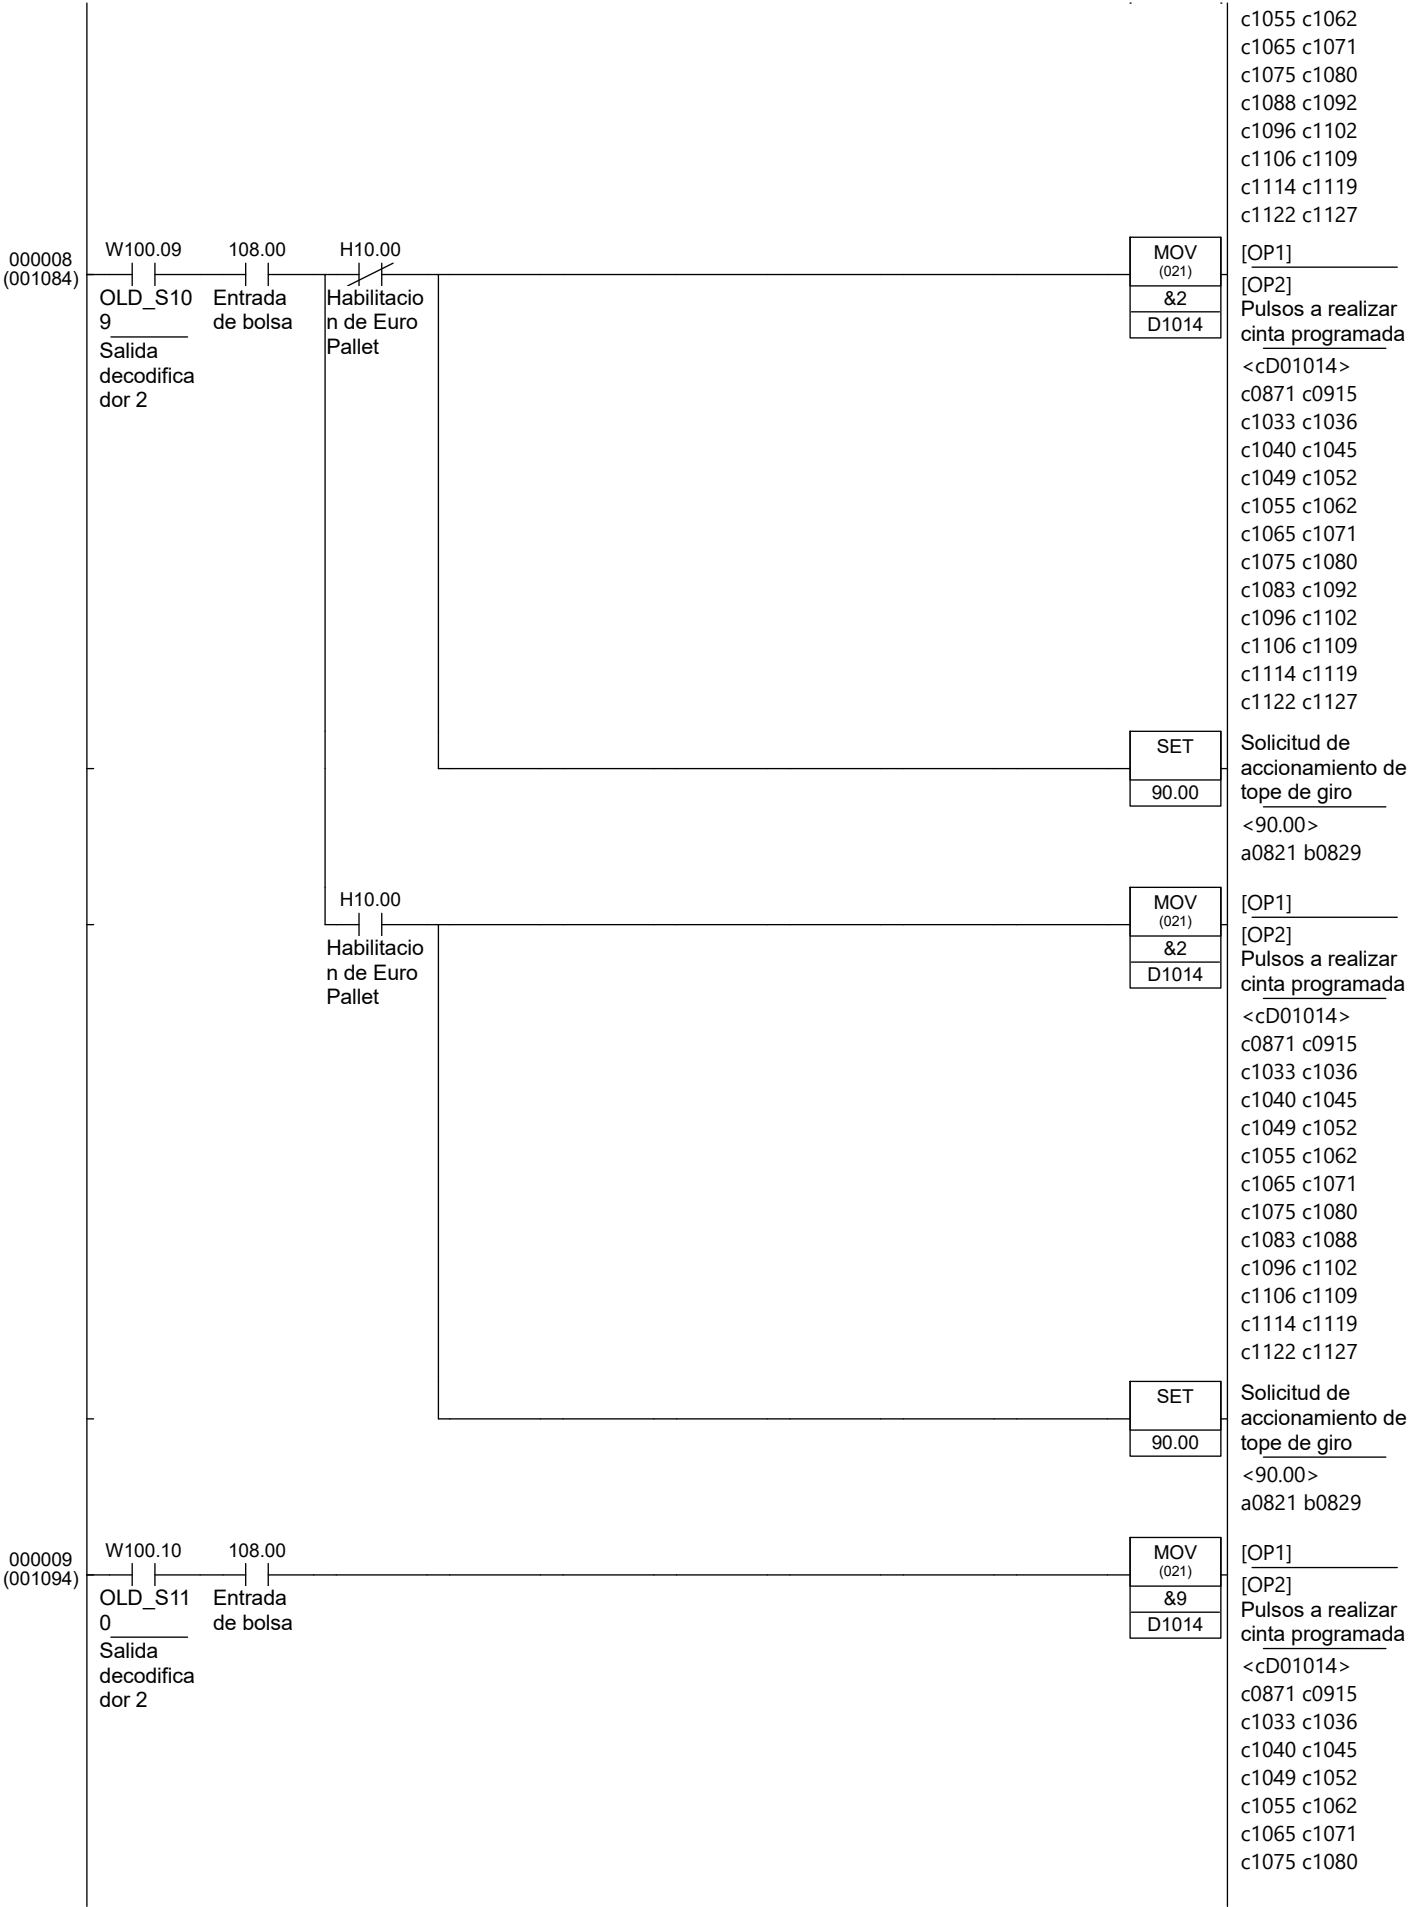 c1055 c1062
c1065 c1071
c1075 c1080
c1088 c1092
c1096 c1102
c1106 c1109
c1114 c1119
c1122 c1127
000008
(001084)
W100.09
OLD_S10
9
Salida
decodifica
dor 2
108.00
Entrada
de bolsa
H10.00
Habilitacio
n de Euro
Pallet
MOV
(021)
&2
D1014
[OP1]
[OP2]
Pulsos a realizar
cinta programada
<cD01014>
c0871 c0915
c1033 c1036
c1040 c1045
c1049 c1052
c1055 c1062
c1065 c1071
c1075 c1080
c1083 c1092
c1096 c1102
c1106 c1109
c1114 c1119
c1122 c1127
SET
90.00
Solicitud de
accionamiento de
tope de giro
<90.00>
a0821 b0829
H10.00
Habilitacio
n de Euro
Pallet
MOV
(021)
&2
D1014
[OP1]
[OP2]
Pulsos a realizar
cinta programada
<cD01014>
c0871 c0915
c1033 c1036
c1040 c1045
c1049 c1052
c1055 c1062
c1065 c1071
c1075 c1080
c1083 c1088
c1096 c1102
c1106 c1109
c1114 c1119
c1122 c1127
SET
90.00
Solicitud de
accionamiento de
tope de giro
<90.00>
a0821 b0829
000009
(001094)
W100.10
OLD_S11
0
Salida
decodifica
dor 2
108.00
Entrada
de bolsa
MOV
(021)
&9
D1014
[OP1]
[OP2]
Pulsos a realizar
cinta programada
<cD01014>
c0871 c0915
c1033 c1036
c1040 c1045
c1049 c1052
c1055 c1062
c1065 c1071
c1075 c1080